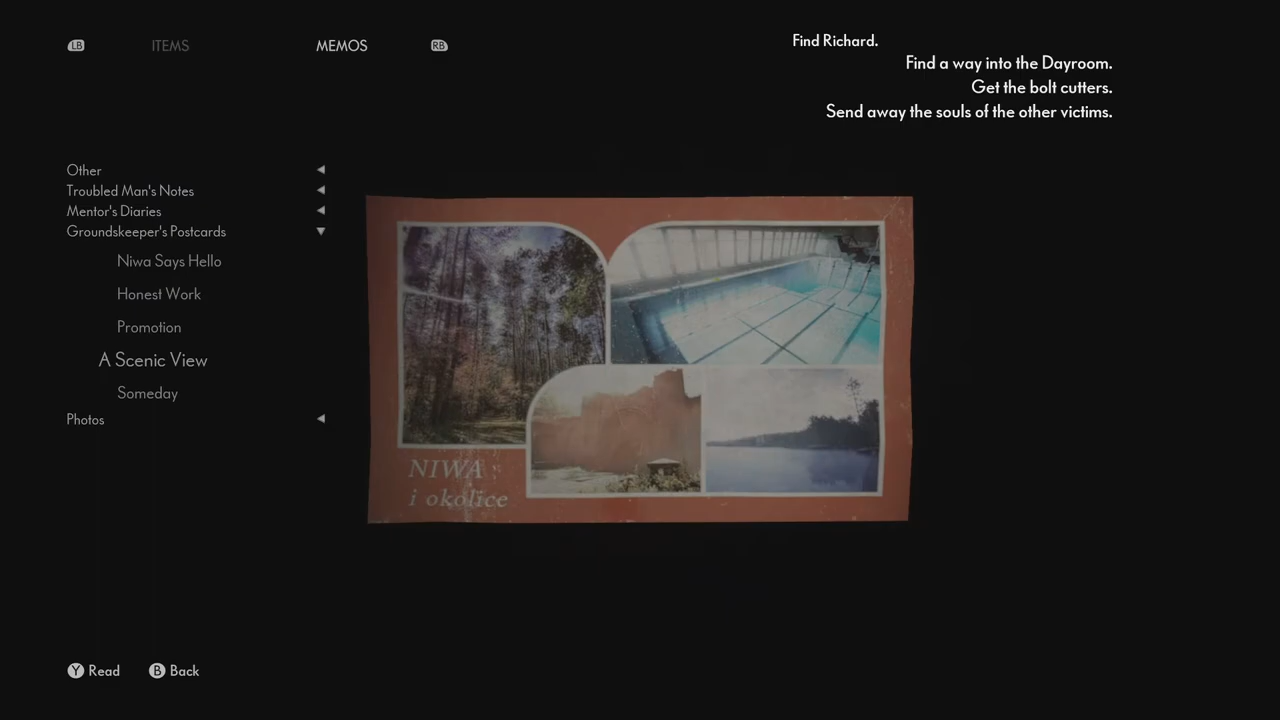 LB ITEMS MEMOS RB
Find Richard.
Find a way into the Dayroom.
Get the bolt cutters.
Send away the souls of the other victims.
Other
Troubled Man's Notes
Mentor's Diaries
Groundskeeper's Postcards
Niwa Says Hello
Honest Work
Promotion
A Scenic View
Someday
Photos
NIWA
i okolice
Y Read B Back